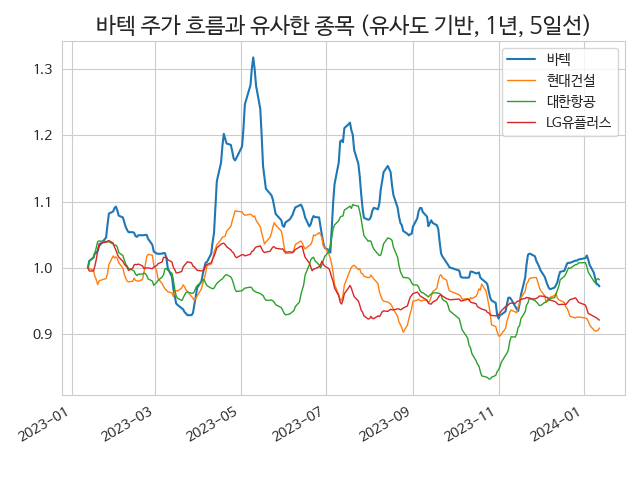 바텍 주가 흐름과 유사한 종목 (유사도 기반, 1년, 5일선)
바텍
현대건설
대한항공
LG유플러스
1.3
1.2
1.1
1.0
0.9
2023-01
2023-03
2023-05
2023-07
2023-09
2023-11
2024-01